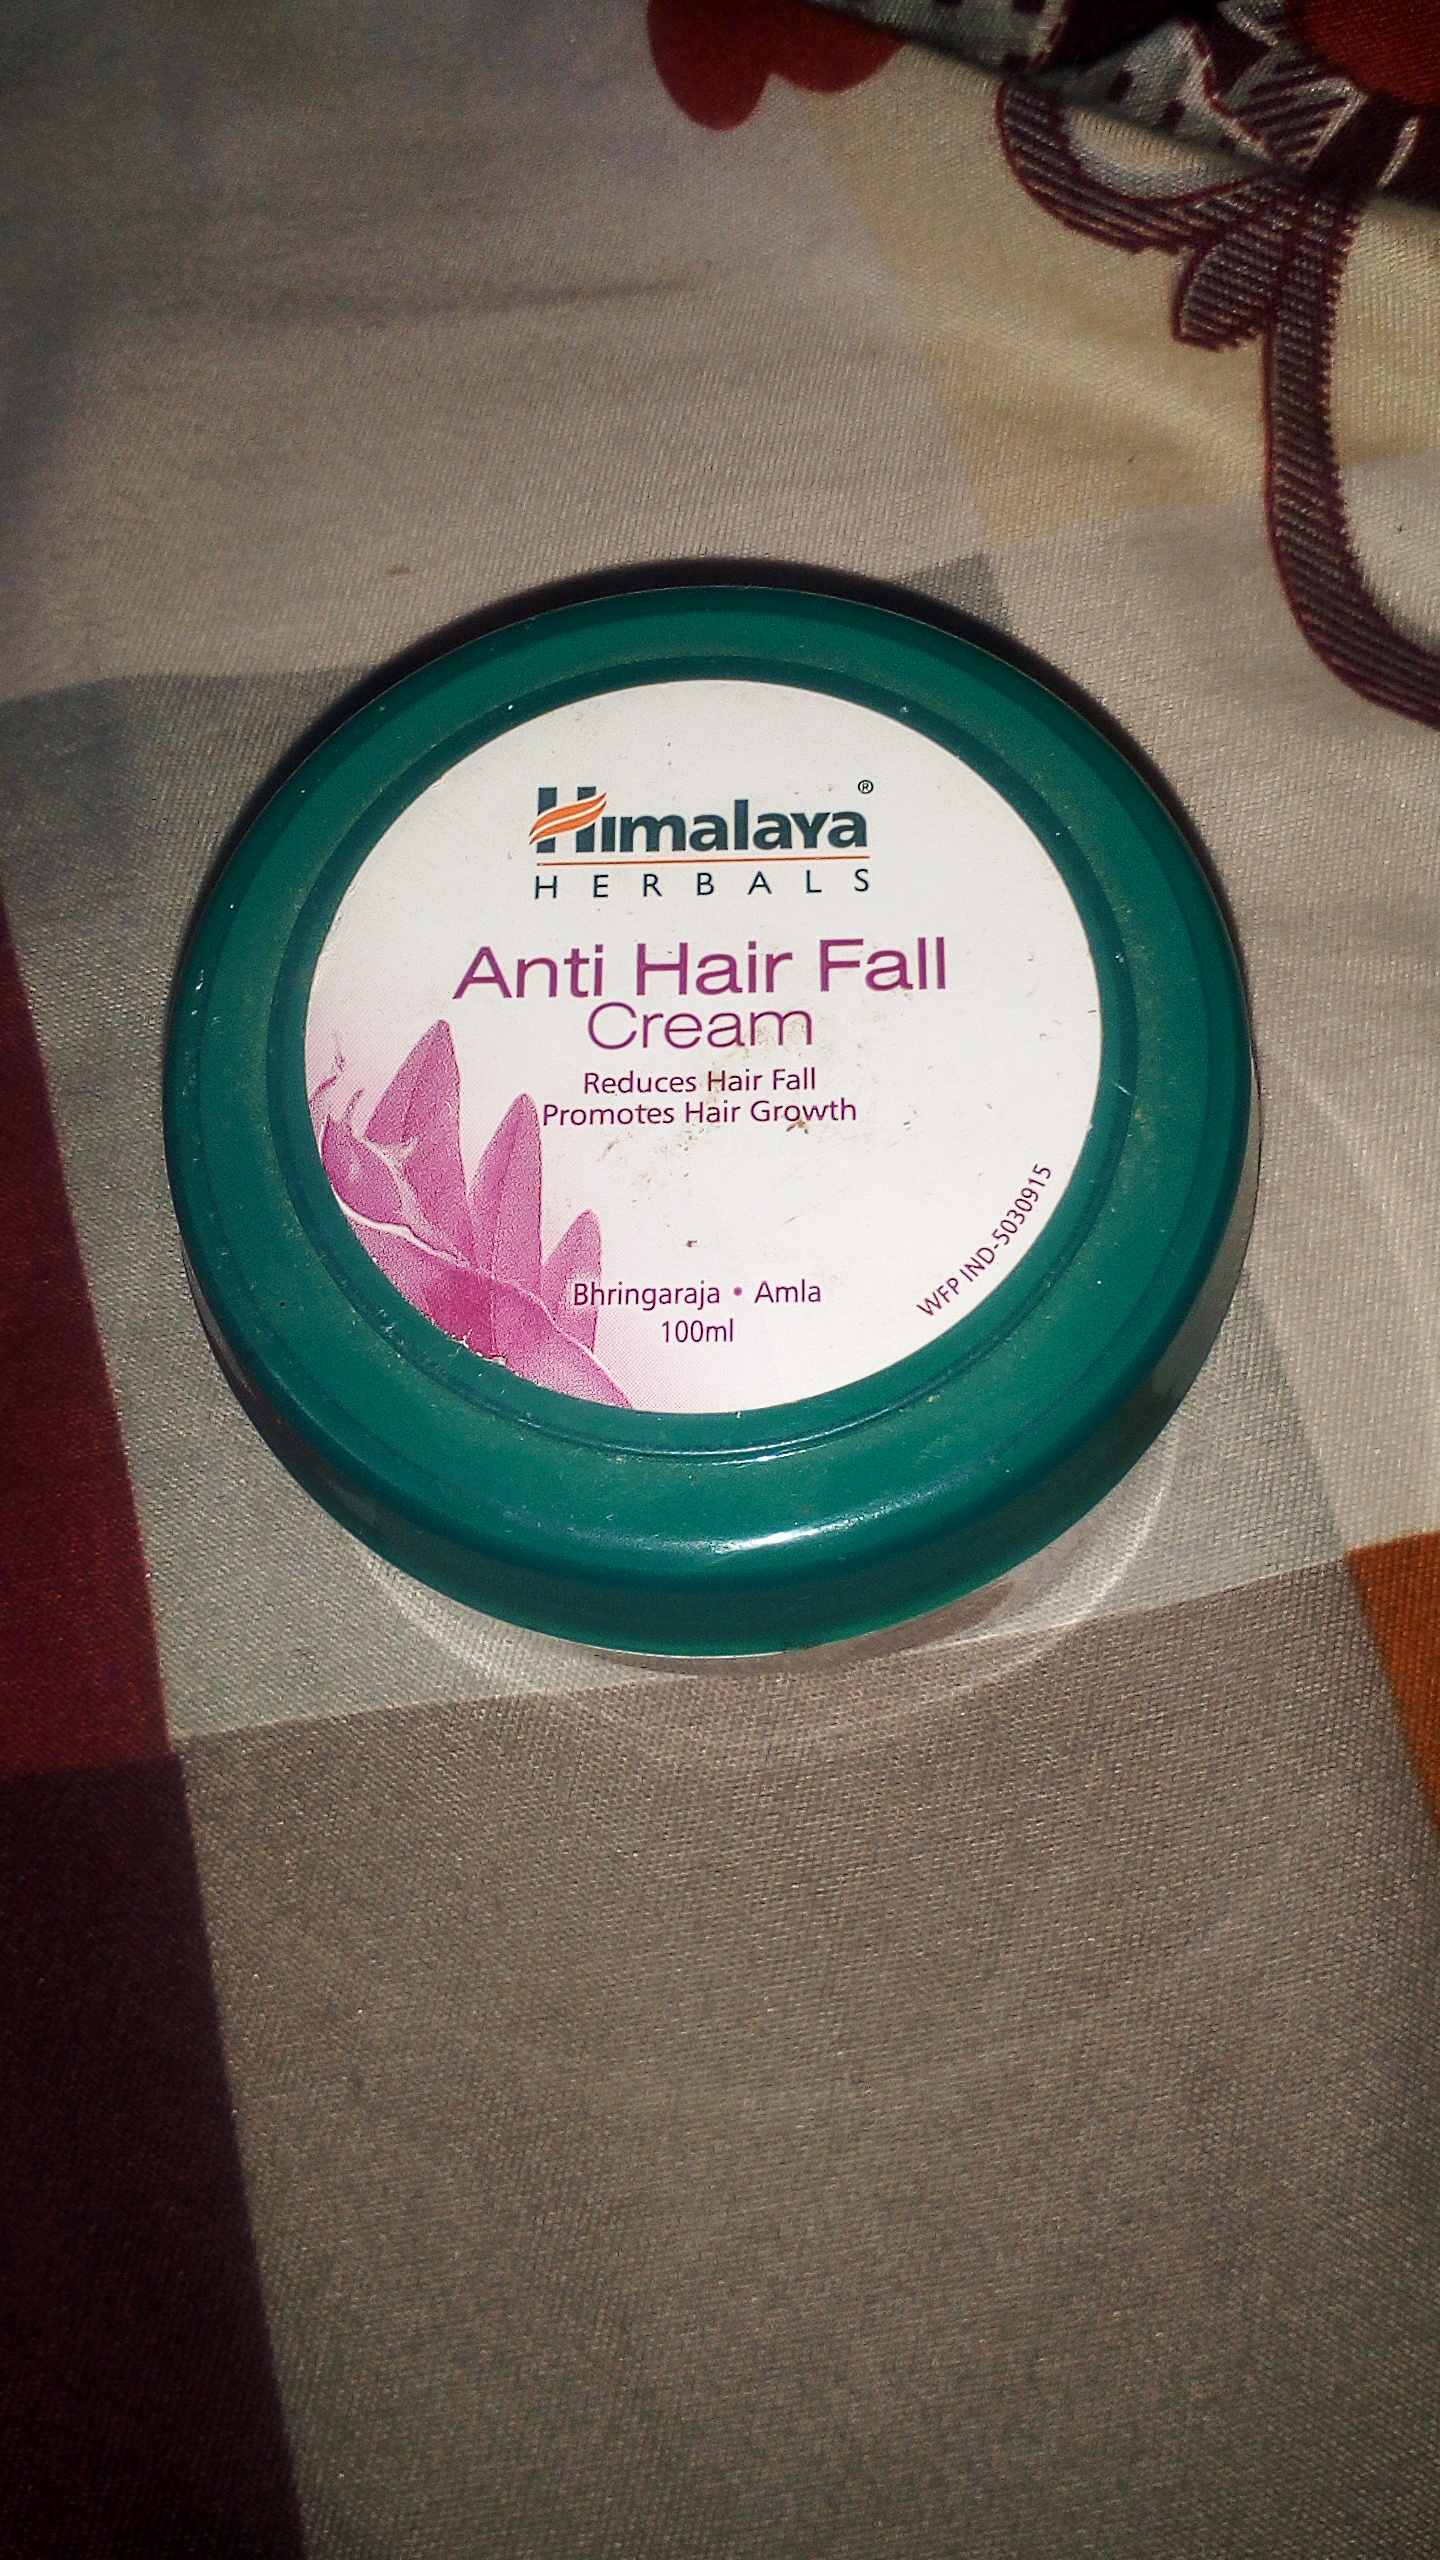 Himalaya®
HERBALS
Anti Hair Fall
Cream
Reduces Hair Fall
Promotes Hair Growth
Bhringaraja • Amla
100ml
WFP IND-5030915